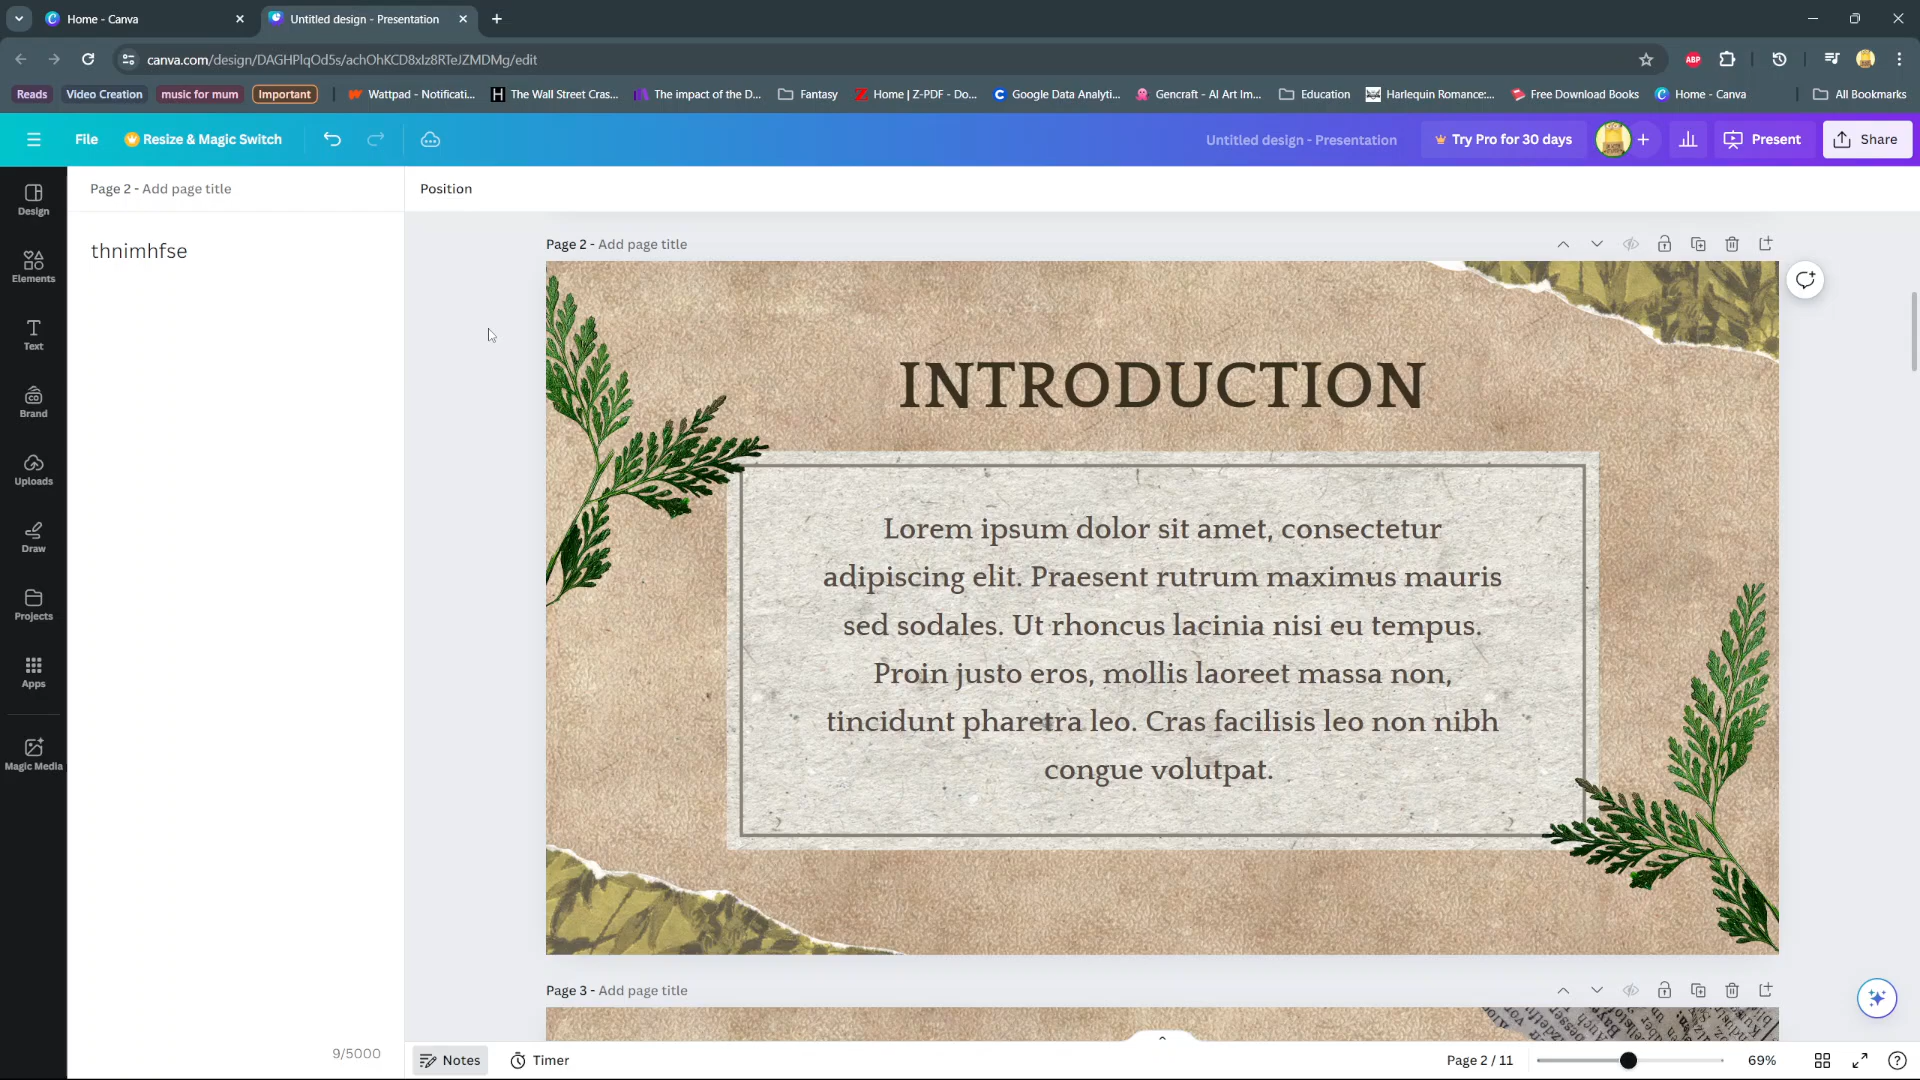 Home - Canva
Untitled design - Presentation
canva.com/design/DAGHPlqOd5s/achOhKCD8xIz8RTeJZMDMg/edit
ABP
Reads
Video Creation
music for mum
Important
Wattpad - Notificati...
The Wall Street Cras...
The impact of the D...
Fantasy
Home | Z-PDF - Do...
Google Data Analyti...
Gencraft - AI Art Im...
Education
Harlequin Romance:...
Free Download Books
Home - Canva
All Bookmarks
File
Resize & Magic Switch
Untitled design - Presentation
Try Pro for 30 days
Present
Share
Design
Elements
Text
Brand
Uploads
Draw
Projects
Apps
Magic Media
Page 2 - Add page title
thnimhfse
9/5000
Position
Page 2 - Add page title
INTRODUCTION
Lorem ipsum dolor sit amet, consectetur
adipiscing elit. Praesent rutrum maximus mauris
sed sodales. Ut rhoncus lacinia nisi eu tempus.
Proin justo eros, mollis laoreet massa non,
tincidunt pharetra leo. Cras facilisis leo non nibh
congue volutpat.
Page 3 - Add page title
Notes
Timer
Page 2 / 11
69%